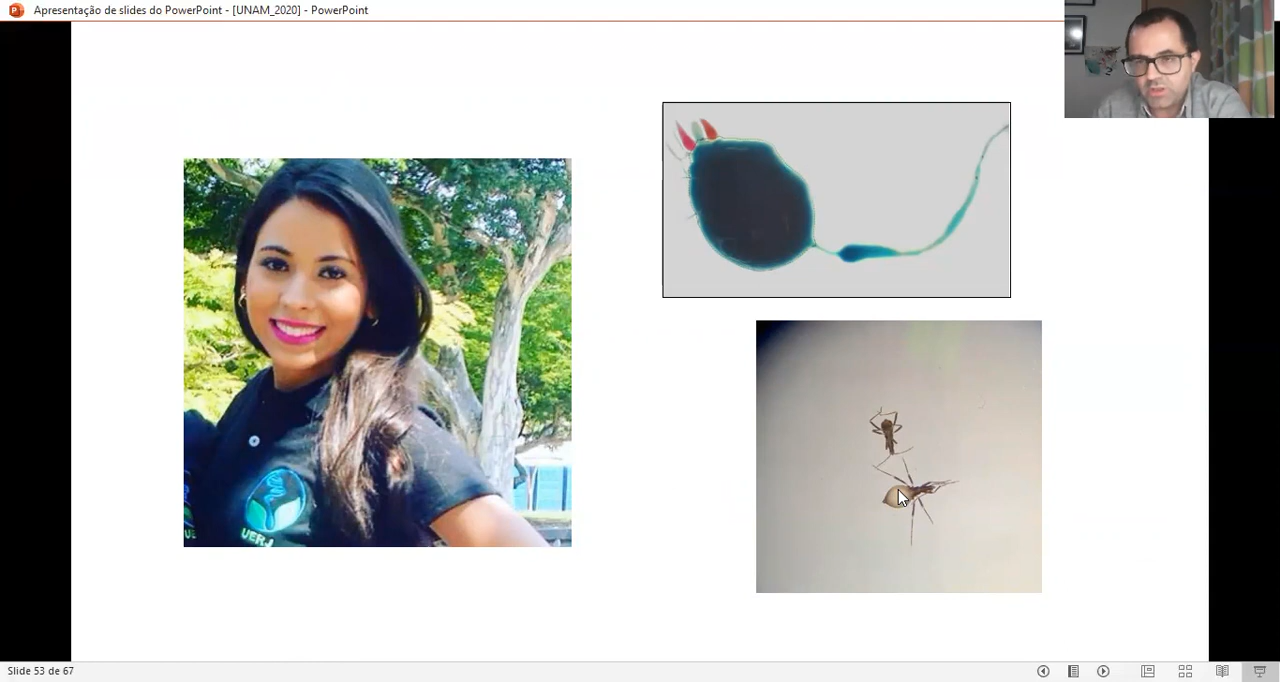 Apresentação de slides do PowerPoint - [UNAM_2020] - PowerPoint
UERJ
Slide 53 de 67